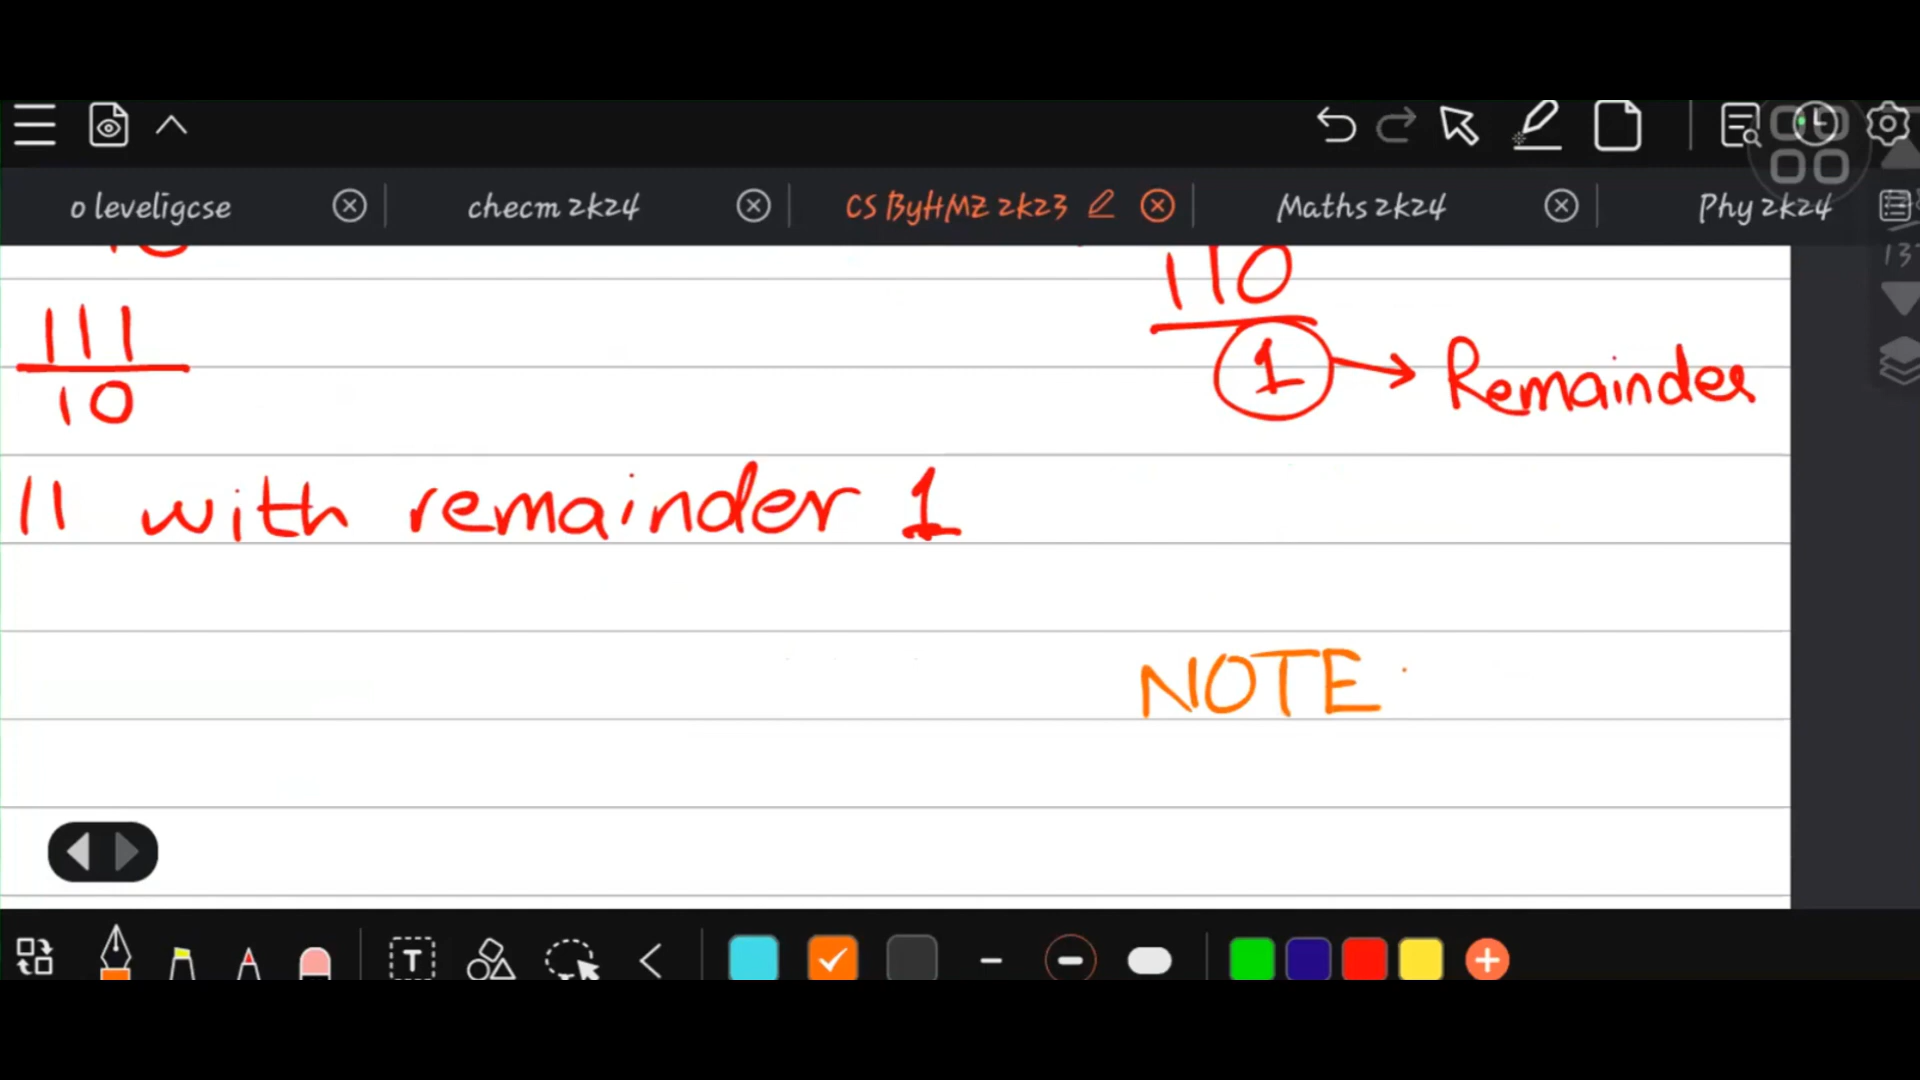 o leveligcse checm 2k24 CS ByHMZ 2k23 Maths 2k24 Phy 2k24
110
111
1 → Remainder
10
11 with remainder 1
NOTE
T